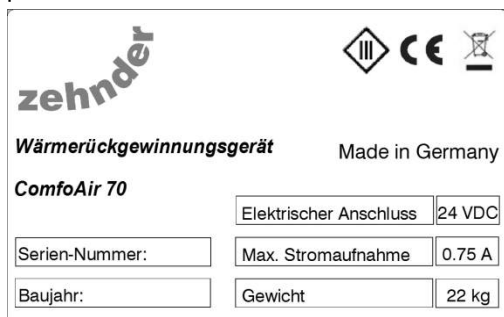 zehnder
III CE
Wärmerückgewinnungsgerät
Made in Germany
ComfoAir 70
Elektrischer Anschluss 24 VDC
Serien-Nummer: Max. Stromaufnahme 0.75 A
Baujahr: Gewicht 22 kg